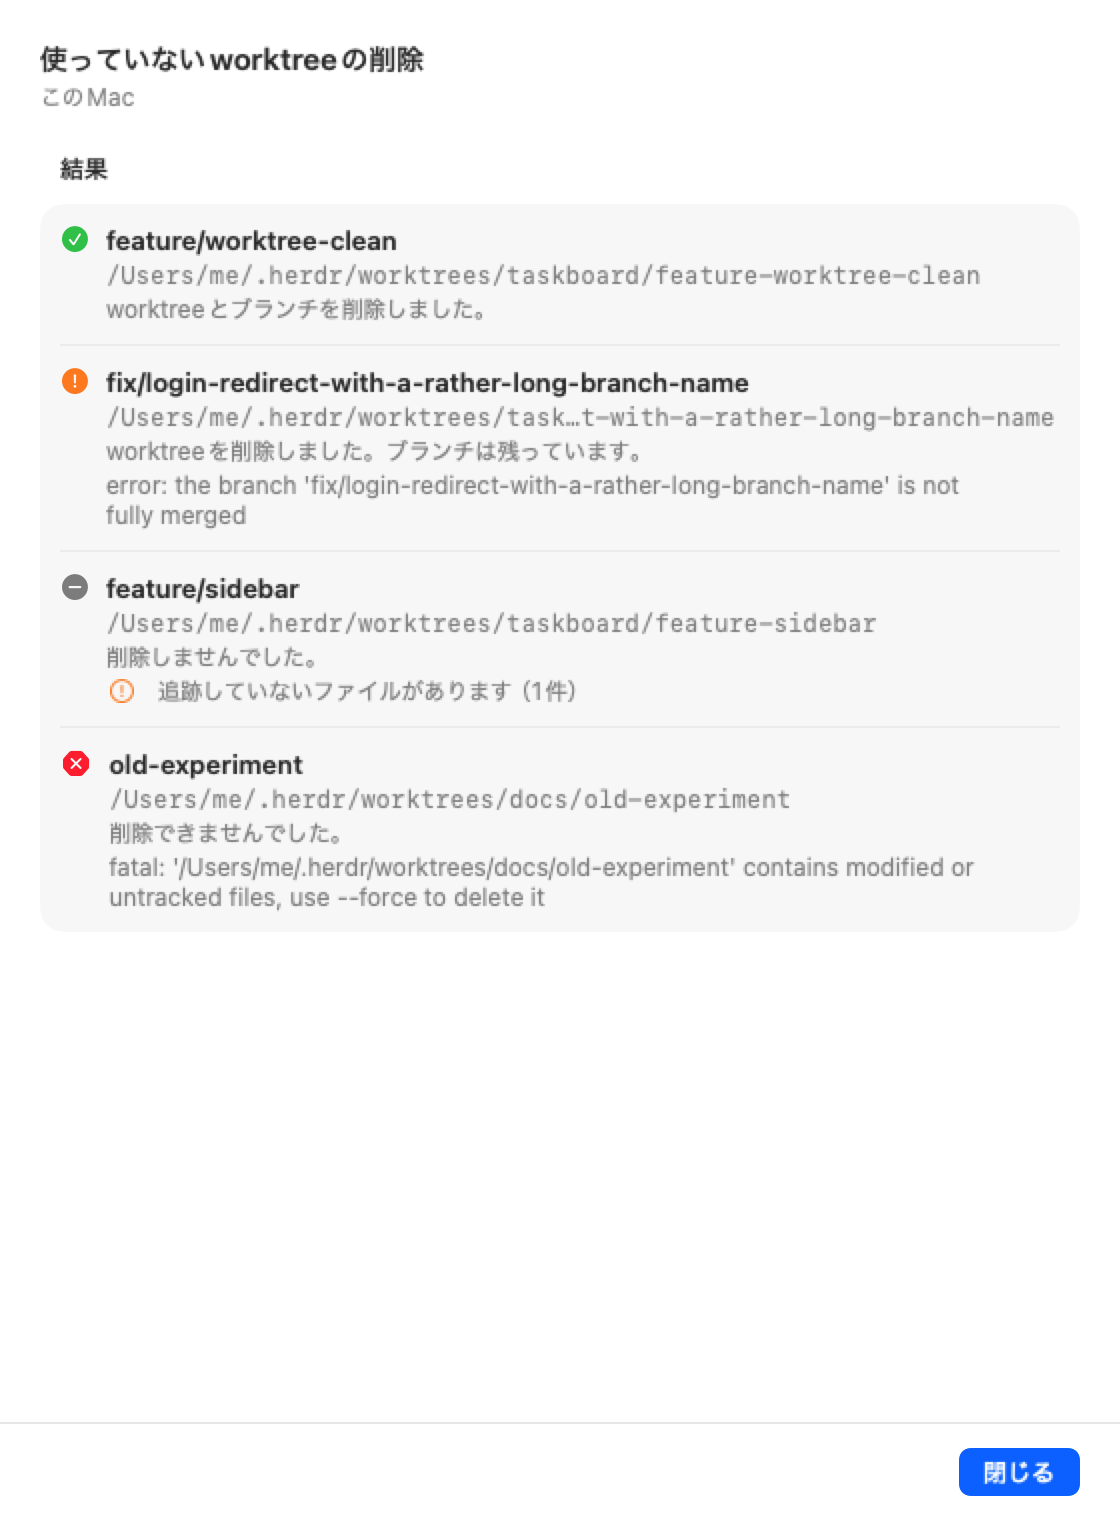 使っていないworktreeの削除
このMac
結果
feature/worktree-clean
/Users/me/.herdr/worktrees/taskboard/feature-worktree-clean
worktreeとブランチを削除しました。
fix/login-redirect-with-a-rather-long-branch-name
/Users/me/.herdr/worktrees/task…t-with-a-rather-long-branch-name
worktreeを削除しました。ブランチは残っています。
error: the branch 'fix/login-redirect-with-a-rather-long-branch-name' is not
fully merged
feature/sidebar
/Users/me/.herdr/worktrees/taskboard/feature-sidebar
削除しませんでした。
追跡していないファイルがあります（1件）
old-experiment
/Users/me/.herdr/worktrees/docs/old-experiment
削除できませんでした。
fatal: '/Users/me/.herdr/worktrees/docs/old-experiment' contains modified or
untracked files, use --force to delete it
閉じる